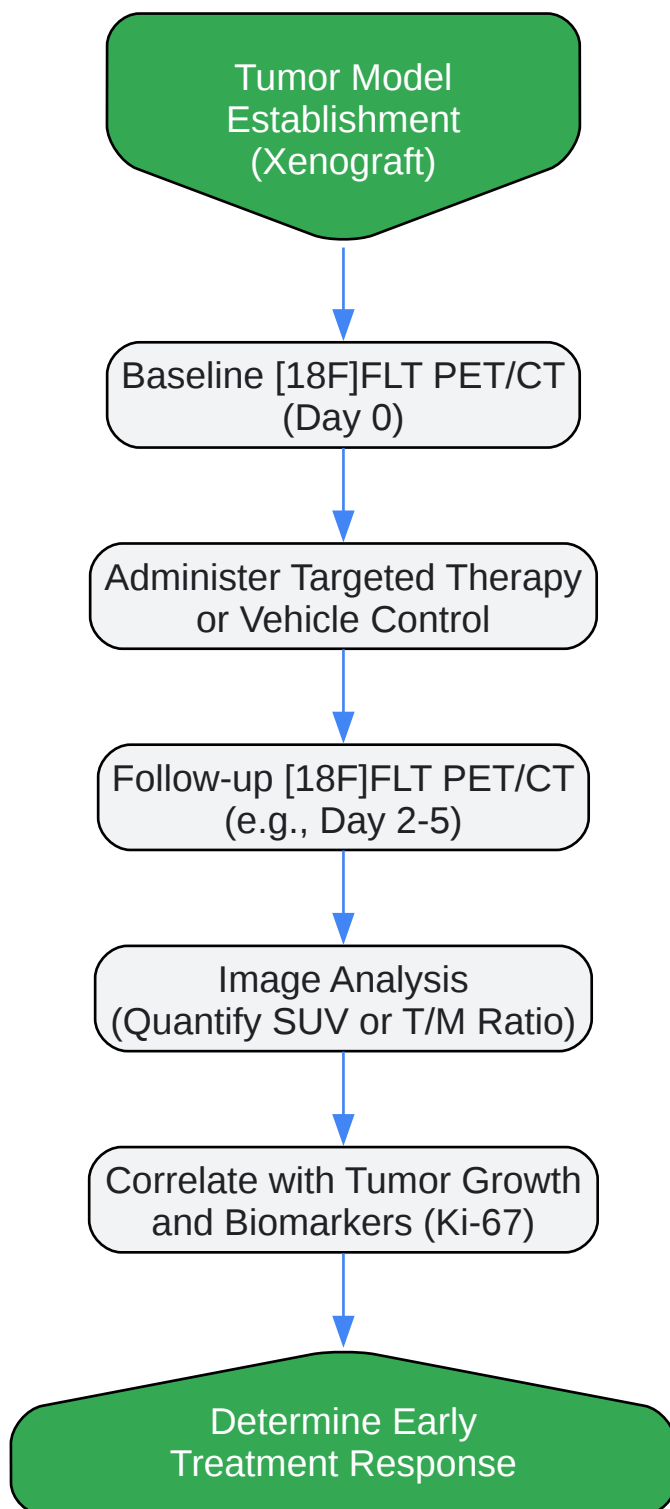 Tumor Model
Establishment
(Xenograft)
Baseline [18F]FLT PET/CT
(Day 0)
Administer Targeted Therapy
or Vehicle Control
Follow-up [18F]FLT PET/CT
(e.g., Day 2-5)
Image Analysis
(Quantify SUV or T/M Ratio)
Correlate with Tumor Growth
and Biomarkers (Ki-67)
Determine Early
Treatment Response